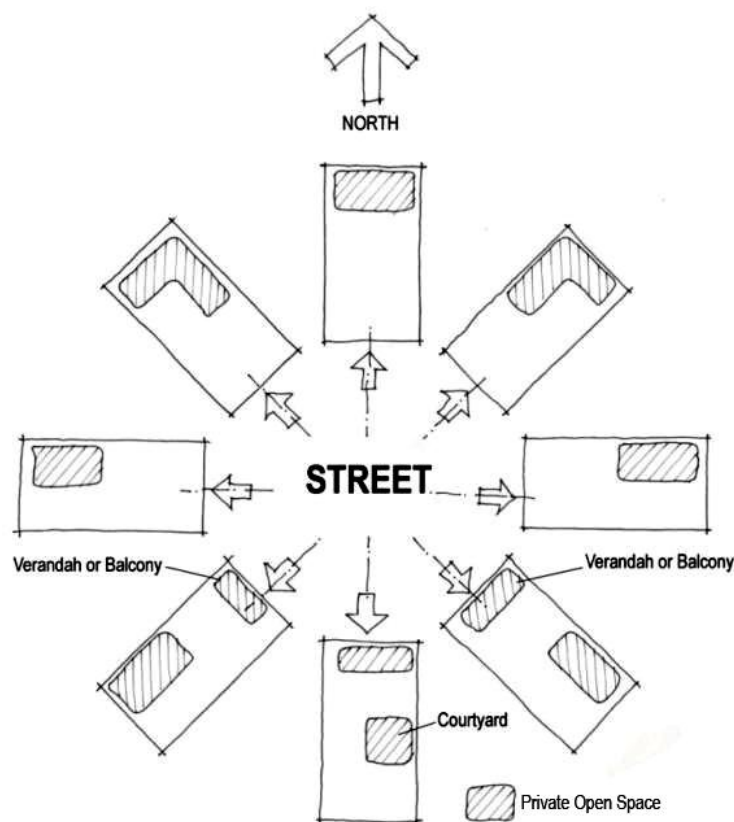 NORTH
STREET
Verandah or Balcony
Verandah or Balcony
Courtyard
Private Open Space